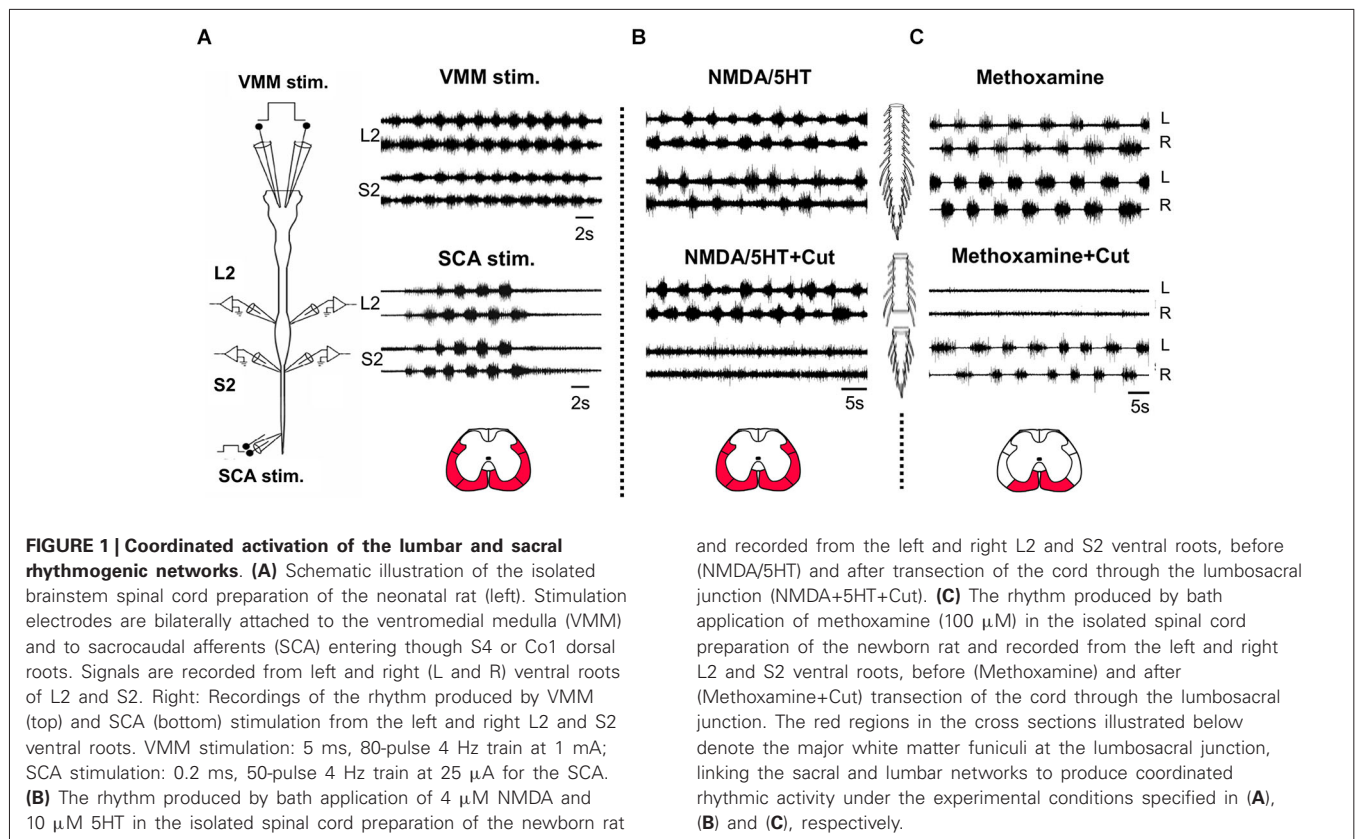 A
B
C
VMM stim.
VMM stim.
NMDA/5HT
Methoxamine
L2
S2
2s
L
R
L
R
SCA stim.
NMDA/5HT+Cut
Methoxamine+Cut
L2
S2
L2
S2
2s
5s
L
R
L
R
5s
SCA stim.
FIGURE 1 | Coordinated activation of the lumbar and sacral
rhythmogenic networks. (A) Schematic illustration of the isolated
brainstem spinal cord preparation of the neonatal rat (left). Stimulation
electrodes are bilaterally attached to the ventromedial medulla (VMM)
and to sacrocaudal afferents (SCA) entering though S4 or Co1 dorsal
roots. Signals are recorded from left and right (L and R) ventral roots
of L2 and S2. Right: Recordings of the rhythm produced by VMM
(top) and SCA (bottom) stimulation from the left and right L2 and S2
ventral roots. VMM stimulation: 5 ms, 80-pulse 4 Hz train at 1 mA;
SCA stimulation: 0.2 ms, 50-pulse 4 Hz train at 25 μA for the SCA.
(B) The rhythm produced by bath application of 4 μM NMDA and
10 μM 5HT in the isolated spinal cord preparation of the newborn rat
and recorded from the left and right L2 and S2 ventral roots, before
(NMDA/5HT) and after transection of the cord through the lumbosacral
junction (NMDA+5HT+Cut). (C) The rhythm produced by bath
application of methoxamine (100 μM) in the isolated spinal cord
preparation of the newborn rat and recorded from the left and right
L2 and S2 ventral roots, before (Methoxamine) and after
(Methoxamine+Cut) transection of the cord through the lumbosacral
junction. The red regions in the cross sections illustrated below
denote the major white matter funiculi at the lumbosacral junction,
linking the sacral and lumbar networks to produce coordinated
rhythmic activity under the experimental conditions specified in (A),
(B) and (C), respectively.